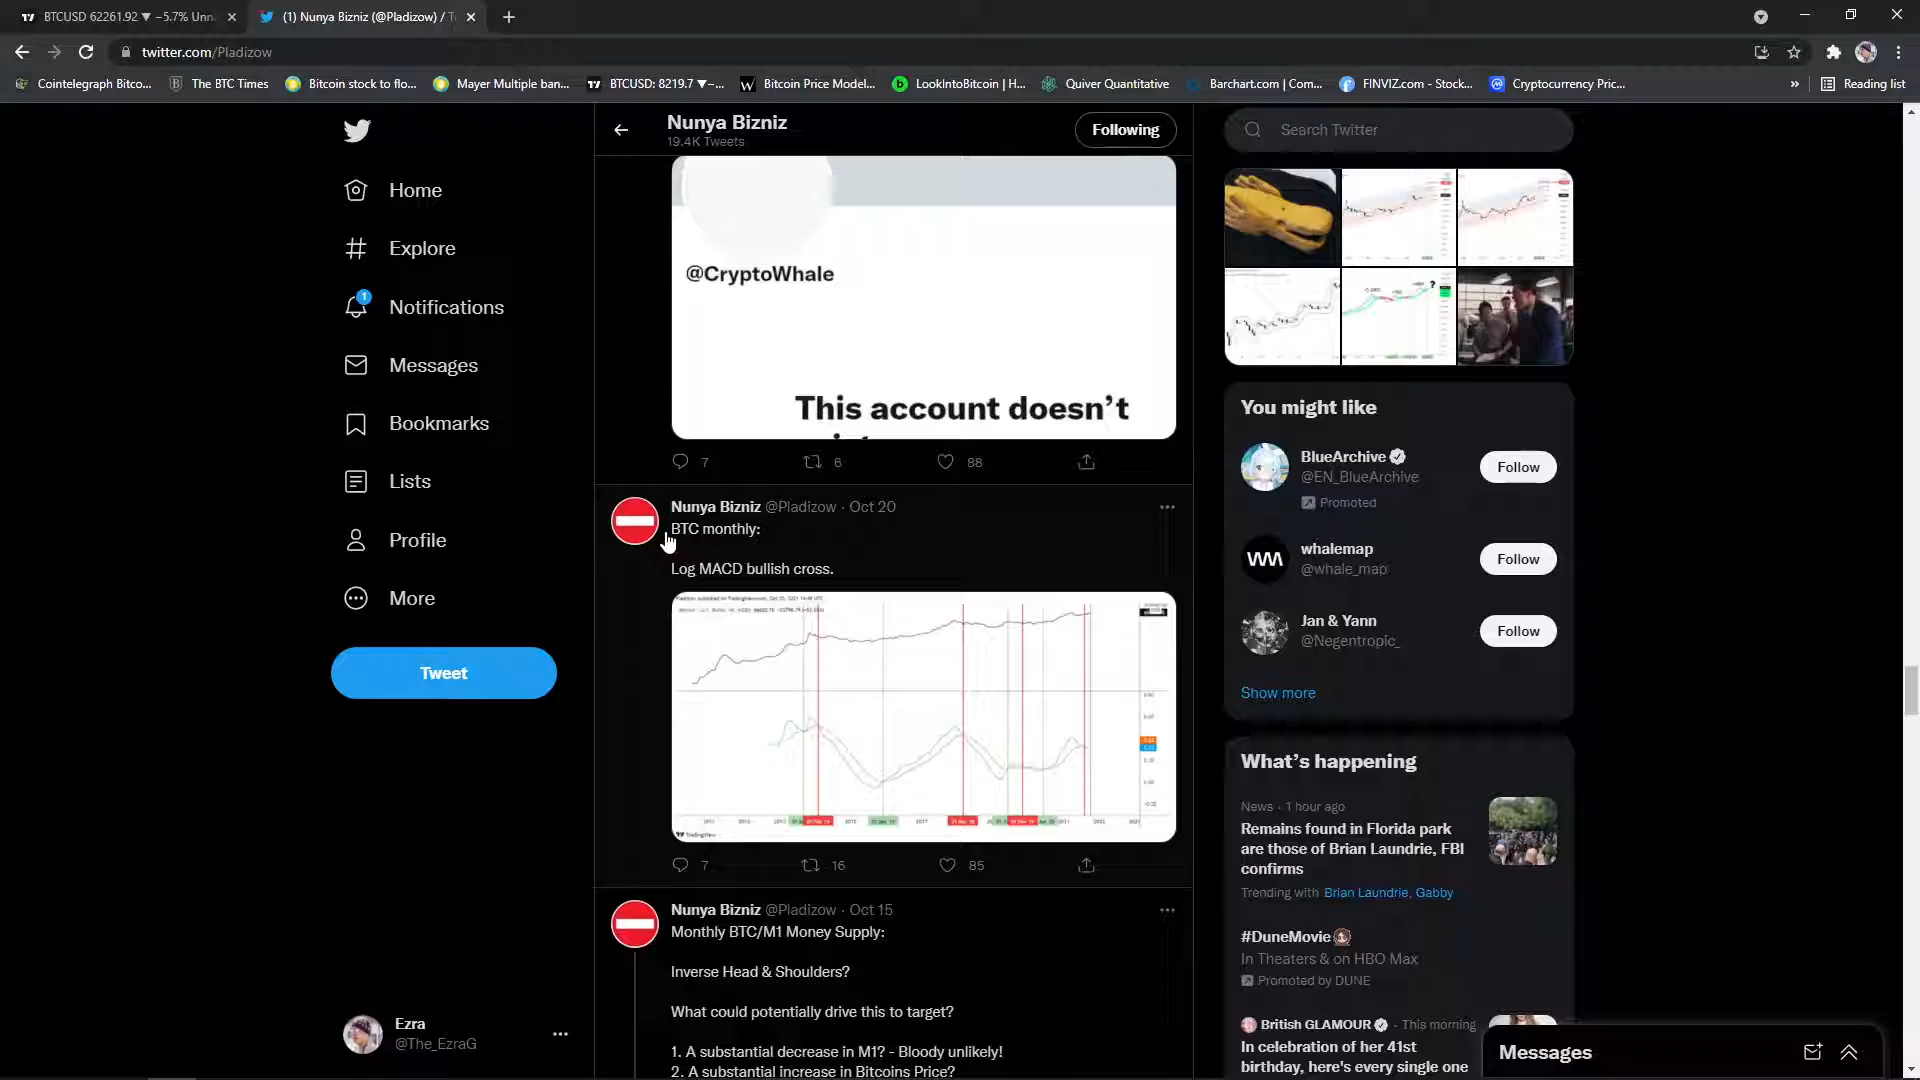 BTCUSD 62261.92 ▼ −5.7% Unn
(1) Nunya Bizniz (@Pladizow) / T
twitter.com/Pladizow
Cointelegraph Bitco...
The BTC Times
Bitcoin stock to flo...
Mayer Multiple ban...
BTCUSD: 8219.7 ▼−...
Bitcoin Price Model...
LookIntoBitcoin | H...
Quiver Quantitative
Barchart.com | Com...
FINVIZ.com - Stock...
Cryptocurrency Pric...
Reading list
Home
Explore
1
Notifications
Messages
Bookmarks
Lists
Profile
More
Tweet
Ezra
@The_EzraG
Nunya Bizniz
19.4K Tweets
Following
@CryptoWhale
This account doesn’t
7
6
88
Nunya Bizniz @Pladizow · Oct 20
BTC monthly:
Log MACD bullish cross.
TradingView
7
16
85
Nunya Bizniz @Pladizow · Oct 15
Monthly BTC/M1 Money Supply:
Inverse Head & Shoulders?
What could potentially drive this to target?
1. A substantial decrease in M1? - Bloody unlikely!
2. A substantial increase in Bitcoins Price?
Search Twitter
You might like
BlueArchive
@EN_BlueArchive
Promoted
Follow
whalemap
@whale_map
Follow
Jan & Yann
@Negentropic_
Follow
Show more
What’s happening
News · 1 hour ago
Remains found in Florida park
are those of Brian Laundrie, FBI
confirms
Trending with Brian Laundrie, Gabby
#DuneMovie
In Theaters & on HBO Max
Promoted by DUNE
British GLAMOUR · This morning
In celebration of her 41st
birthday, here's every single one
Messages